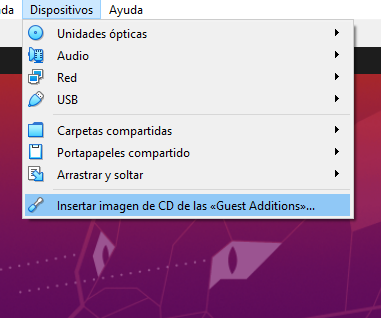 da Dispositivos Ayuda
Unidades ópticas
Audio
Red
USB
Carpetas compartidas
Portapapeles compartido
Arrastrar y soltar
Insertar imagen de CD de las «Guest Additions»...